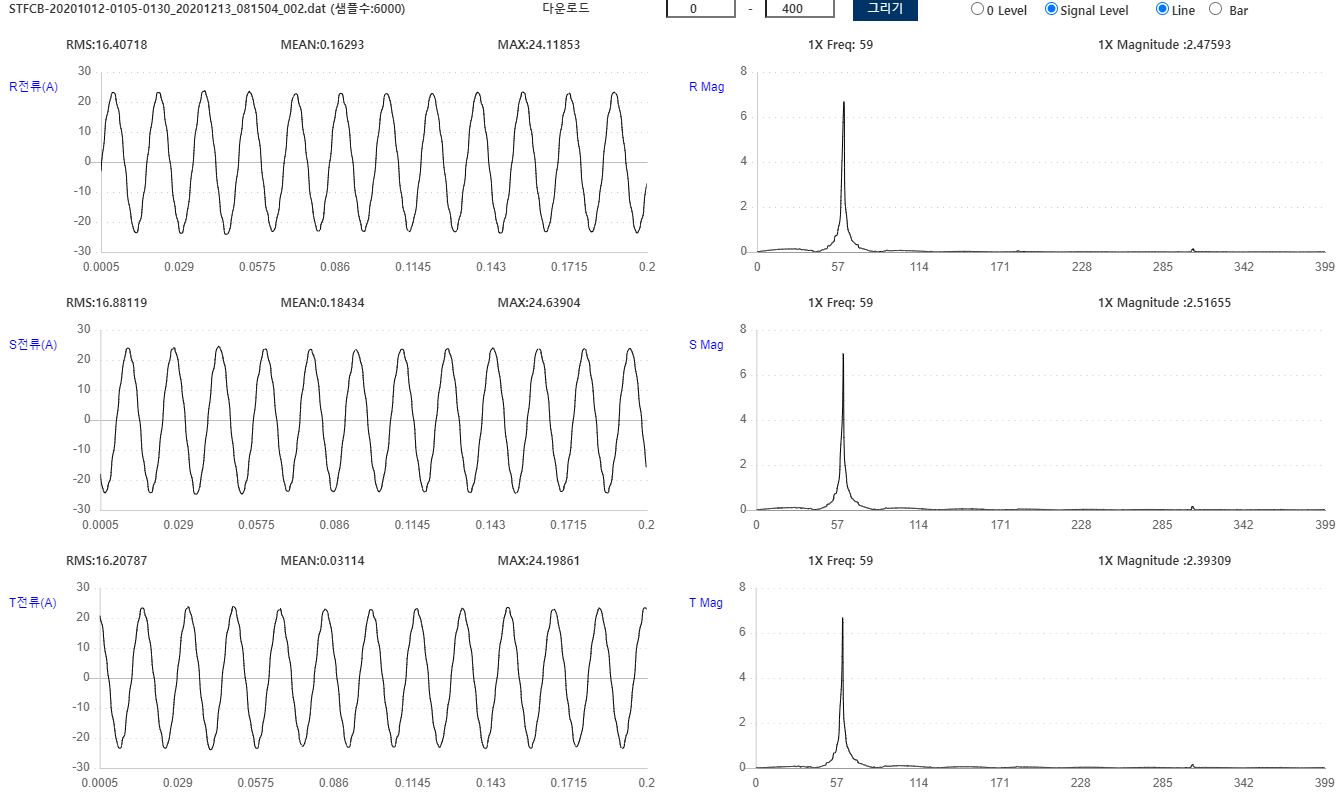 STFCB-20201012-0105-0130_20201213_081504_002.dat (샘플수:6000) 다운로드 0 - 400 그리기 0 Level Signal Level Line Bar
RMS:16.40718 MEAN:0.16293 MAX:24.11853 1X Freq: 59 1X Magnitude :2.47593
R전류(A)
30
20
10
0
-10
-20
-30
0.0005 0.029 0.0575 0.086 0.1145 0.143 0.1715 0.2
R Mag
8
6
4
2
0
0 57 114 171 228 285 342 399
RMS:16.88119 MEAN:0.18434 MAX:24.63904 1X Freq: 59 1X Magnitude :2.51655
S전류(A)
30
20
10
0
-10
-20
-30
0.0005 0.029 0.0575 0.086 0.1145 0.143 0.1715 0.2
S Mag
8
6
4
2
0
0 57 114 171 228 285 342 399
RMS:16.20787 MEAN:0.03114 MAX:24.19861 1X Freq: 59 1X Magnitude :2.39309
T전류(A)
30
20
10
0
-10
-20
-30
0.0005 0.029 0.0575 0.086 0.1145 0.143 0.1715 0.2
T Mag
8
6
4
2
0
0 57 114 171 228 285 342 399